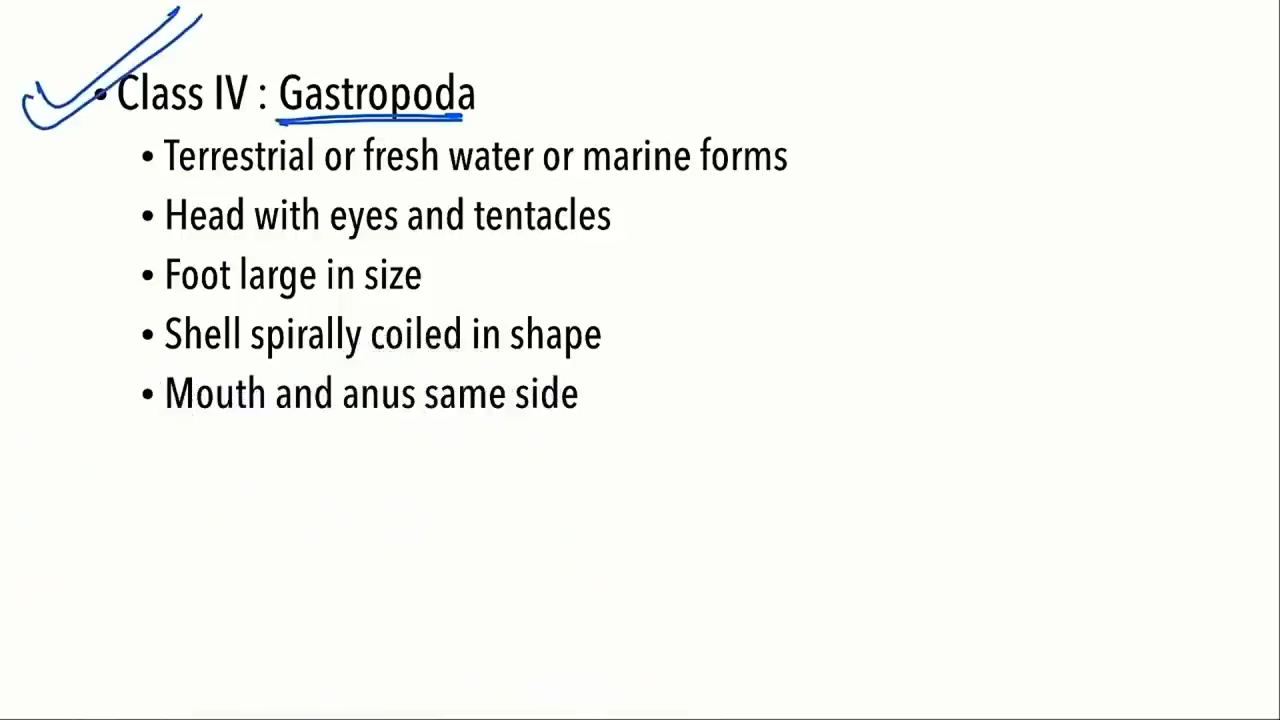 • Class IV : Gastropoda
• Terrestrial or fresh water or marine forms
• Head with eyes and tentacles
• Foot large in size
• Shell spirally coiled in shape
• Mouth and anus same side